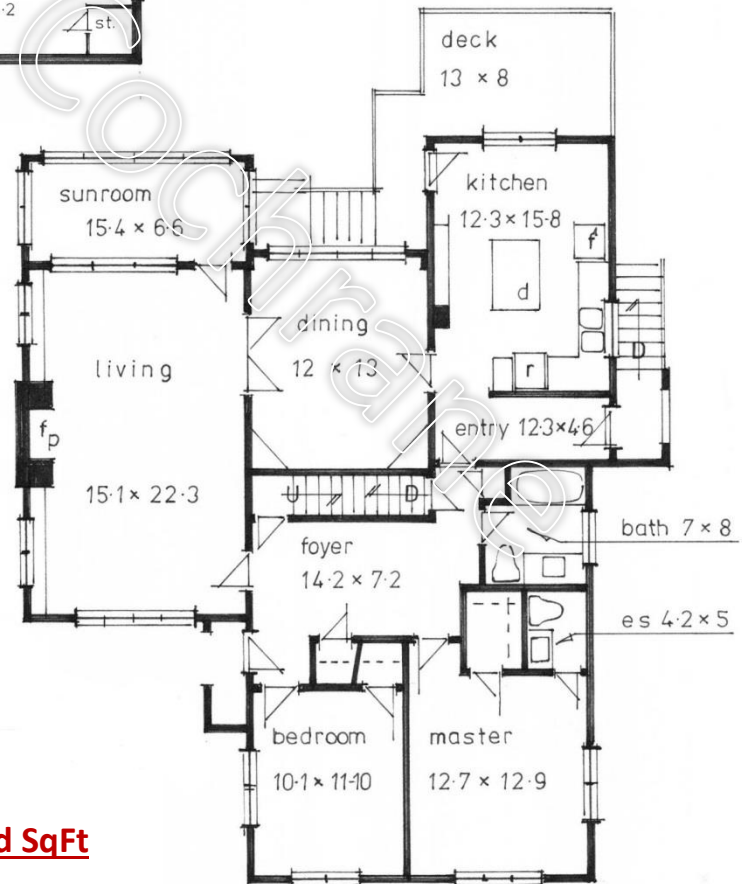 ·2
st.
deck
13 × 8
sunroom
15·4 × 6·6
kitchen
12·3 × 15·8
f
d
dining
12 × 13
D
living
r
fp
entry 12·3×4·6
15·1 × 22·3
U
D
foyer
14·2 × 7·2
bath 7 × 8
es 4·2 × 5
bedroom
10·1 × 11·10
master
12·7 × 12·9
d SqFt
Cochrane